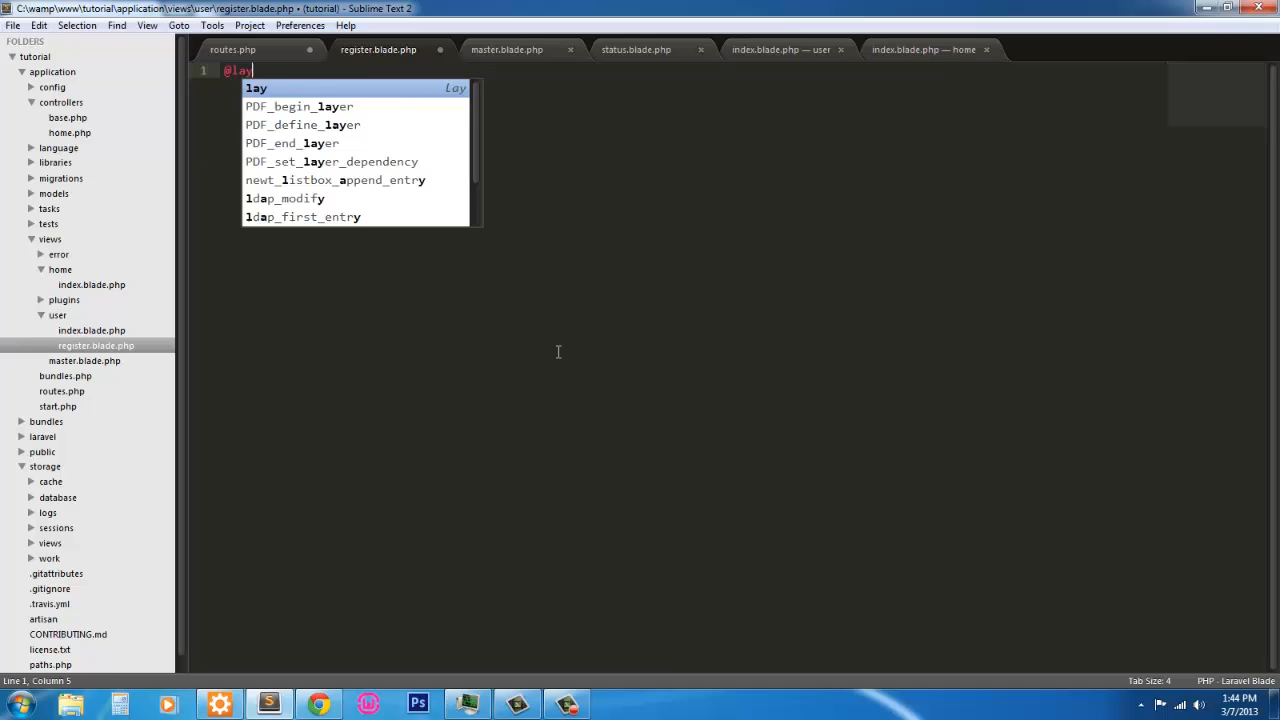 C:\wamp\www\tutorial\application\views\user\register.blade.php • (tutorial) - Sublime Text 2
File Edit Selection Find View Goto Tools Project Preferences Help
FOLDERS
tutorial
application
config
controllers
base.php
home.php
language
libraries
migrations
models
tasks
tests
views
error
home
index.blade.php
plugins
user
index.blade.php
register.blade.php
master.blade.php
bundles.php
routes.php
start.php
bundles
laravel
public
storage
cache
database
logs
sessions
views
work
.gitattributes
.gitignore
.travis.yml
artisan
CONTRIBUTING.md
license.txt
paths.php
routes.php register.blade.php master.blade.php status.blade.php index.blade.php — user index.blade.php — home
1 @lay
lay Lay
PDF_begin_layer
PDF_define_layer
PDF_end_layer
PDF_set_layer_dependency
newt_listbox_append_entry
ldap_modify
ldap_first_entry
Line 1, Column 5 Tab Size: 4 PHP - Laravel Blade
S Ps S
1:44 PM
3/7/2013